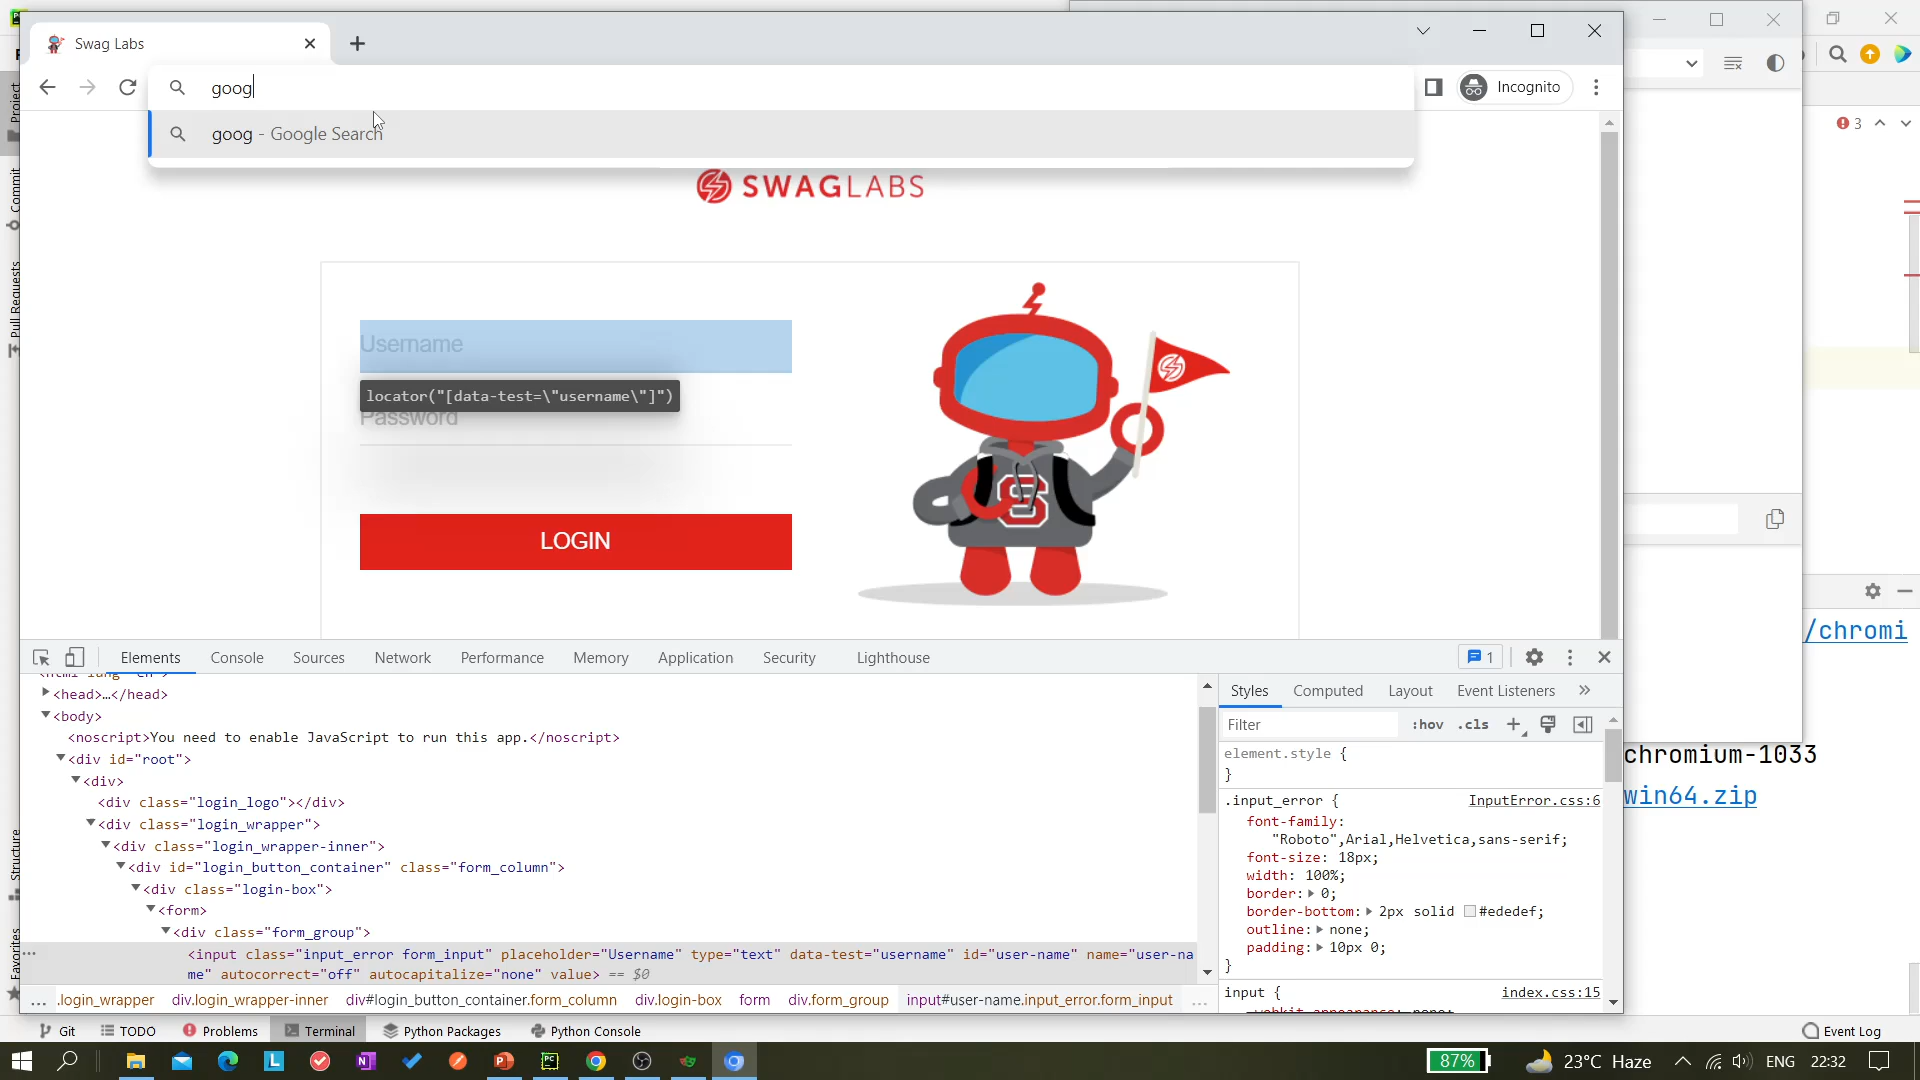 Swag Labs
goog
Incognito
goog - Google Search
3
Project
Commit
Pull Requests
SWAGLABS
Username
locator("[data-test=\"username\"]")
Password
LOGIN
S
/chromi
Elements
Console
Sources
Network
Performance
Memory
Application
Security
Lighthouse
1
<head>…</head>
<body>
<noscript>You need to enable JavaScript to run this app.</noscript>
<div id="root">
<div>
<div class="login_logo"></div>
<div class="login_wrapper">
<div class="login_wrapper-inner">
<div id="login_button_container" class="form_column">
<div class="login-box">
<form>
<div class="form_group">
<input class="input_error form_input" placeholder="Username" type="text" data-test="username" id="user-name" name="user-na
me" autocorrect="off" autocapitalize="none" value> == $0
... .login_wrapper div.login_wrapper-inner div#login_button_container.form_column div.login-box form div.form_group input#user-name.input_error.form_input ...
Styles
Computed
Layout
Event Listeners
»
Filter
:hov .cls
element.style {
}
.input_error {
InputError.css:6
font-family:
"Roboto",Arial,Helvetica,sans-serif;
font-size: 18px;
width: 100%;
border: 0;
border-bottom: 2px solid #ededef;
outline: none;
padding: 10px 0;
}
input {
index.css:15
chromium-1033
win64.zip
Structure
Favorites
Git
TODO
Problems
Terminal
Python Packages
Python Console
Event Log
87%
23°C Haze
ENG
22:32